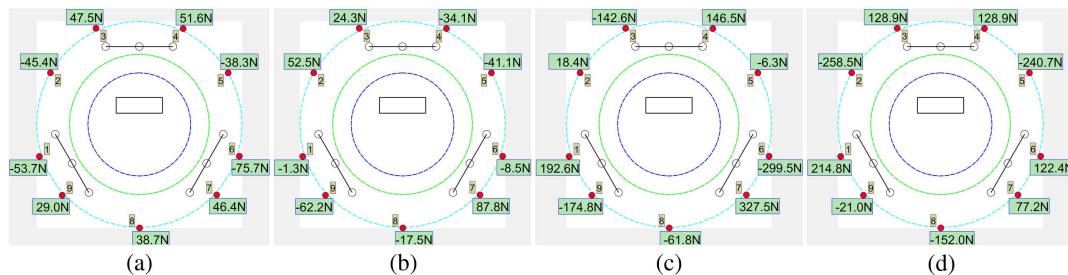 47.5N 51.6N
3 4
-45.4N -38.3N
2 5
1 6
-53.7N -75.7N
9 7
29.0N 46.4N
8
38.7N
(a)
24.3N -34.1N
3 4
52.5N -41.1N
2 5
1 6
-1.3N -8.5N
9 7
-62.2N 87.8N
8
-17.5N
(b)
-142.6N 146.5N
3 4
18.4N -6.3N
2 5
1 6
192.6N -299.5N
9 7
-174.8N 327.5N
8
-61.8N
(c)
128.9N 128.9N
3 4
-258.5N -240.7N
2 5
1 6
214.8N 122.4N
9 7
-21.0N 77.2N
8
-152.0N
(d)